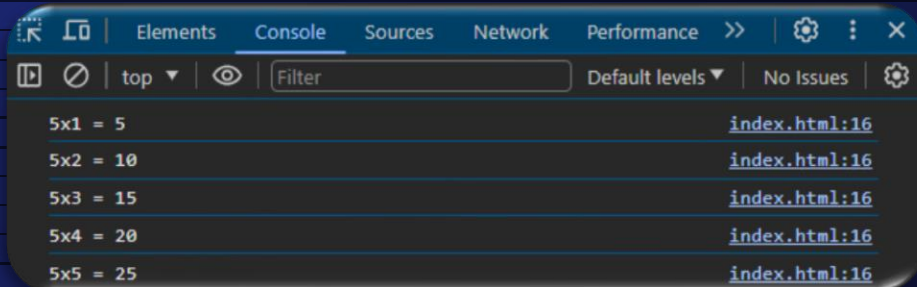 Elements Console Sources Network Performance
top Filter Default levels No Issues
5x1 = 5 index.html:16
5x2 = 10 index.html:16
5x3 = 15 index.html:16
5x4 = 20 index.html:16
5x5 = 25 index.html:16